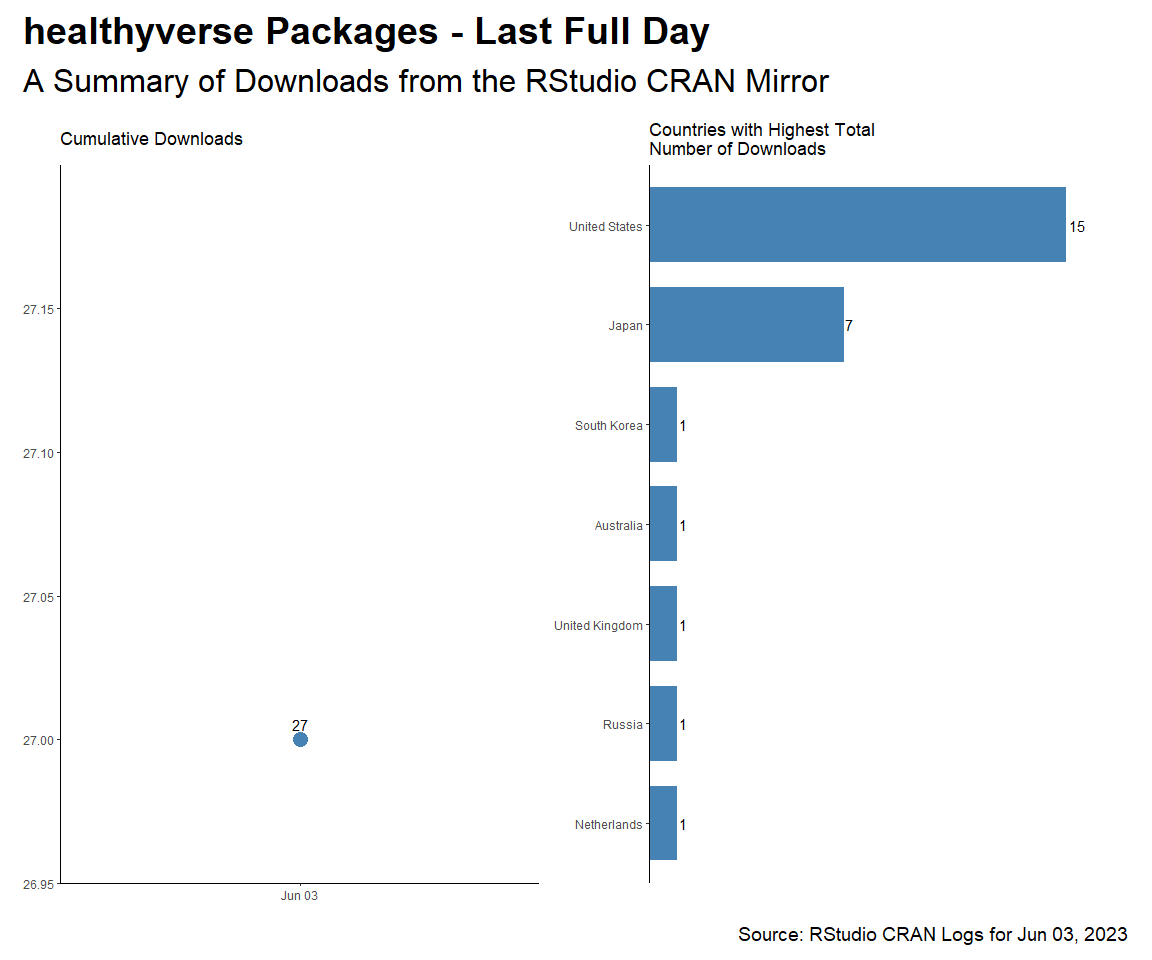 healthyverse Packages - Last Full Day
A Summary of Downloads from the RStudio CRAN Mirror
Cumulative Downloads
27.15
27.10
27.05
27.00
26.95
27
Jun 03
Countries with Highest Total
Number of Downloads
United States 15
Japan 7
South Korea 1
Australia 1
United Kingdom 1
Russia 1
Netherlands 1
Source: RStudio CRAN Logs for Jun 03, 2023